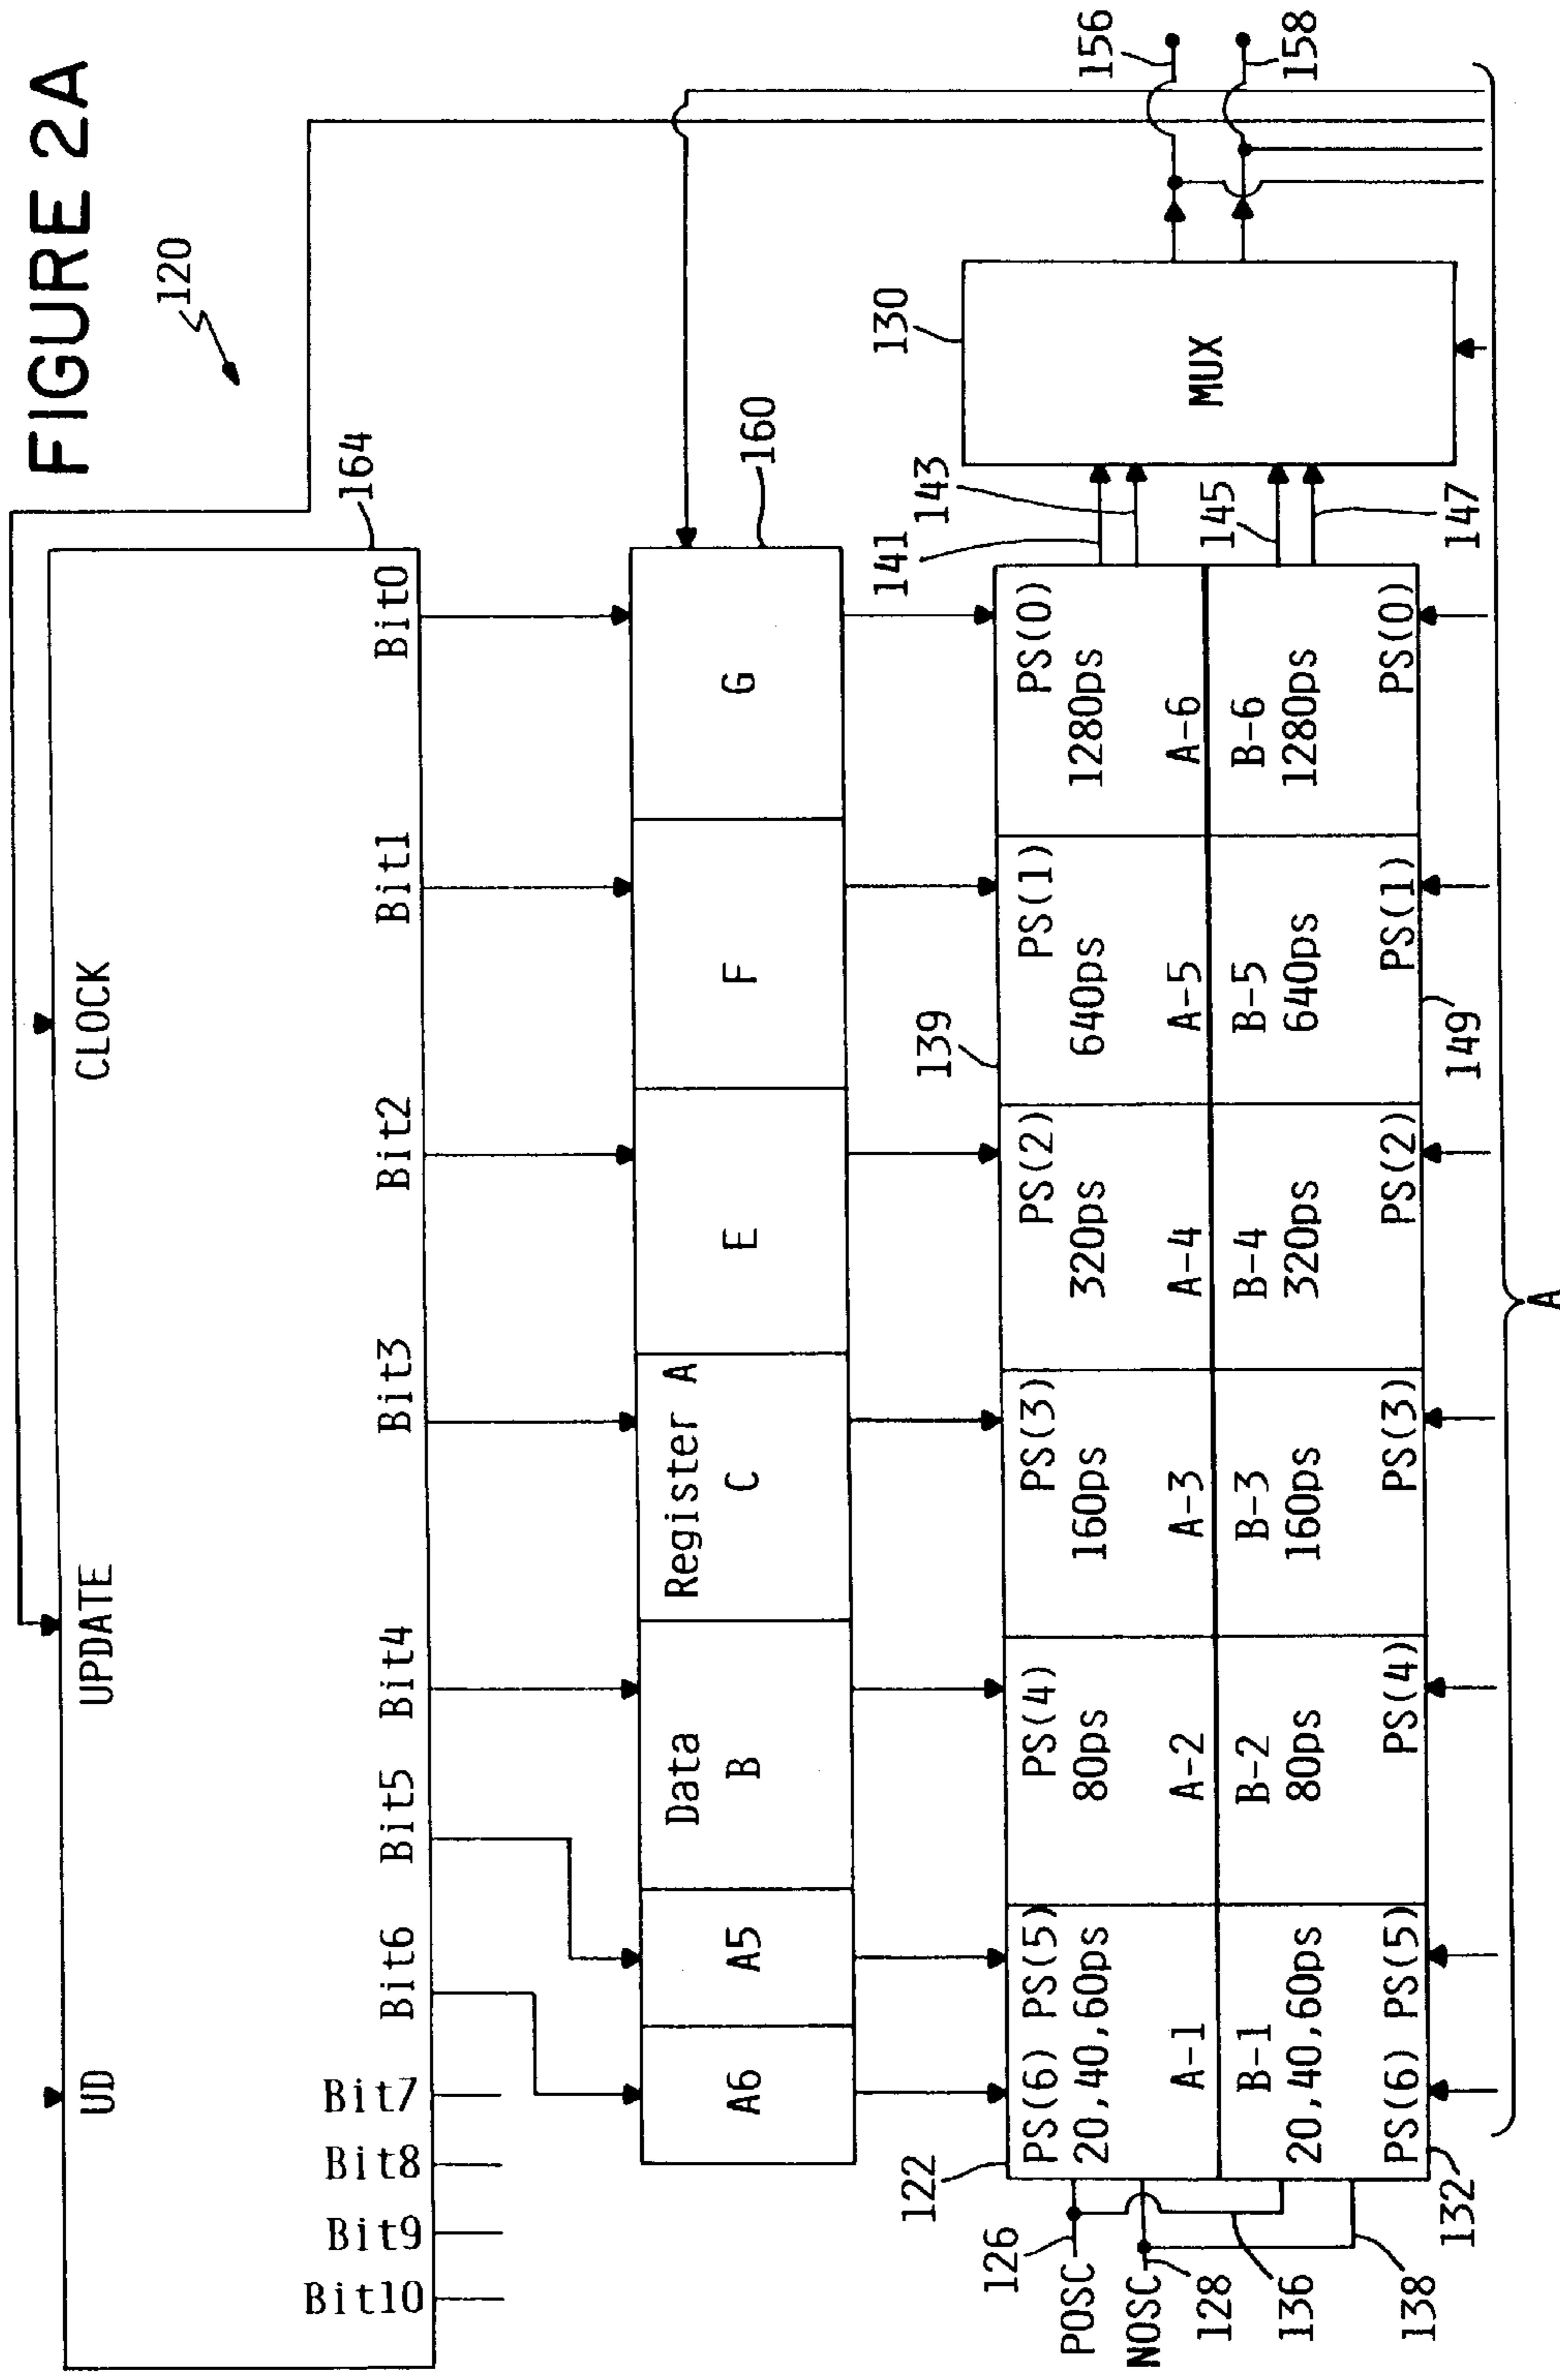 FIGURE 2A
120
UD
UPDATE
CLOCK
164
Bit10
Bit9
Bit8
Bit7
Bit6
Bit5
Bit4
Bit3
Bit2
Bit1
Bit0
160
Data
Register A
A6
A5
B
C
E
F
G
122
139
141
143
130
156
158
126
POSC
NOSC
128
136
138
PS(6) PS(5)
20,40,60ps
A-1
PS(4)
80ps
A-2
PS(3)
160ps
A-3
PS(2)
320ps
A-4
PS(1)
640ps
A-5
PS(0)
1280ps
A-6
B-1
20,40,60ps
PS(6) PS(5)
B-2
80ps
PS(4)
B-3
160ps
PS(3)
B-4
320ps
PS(2)
B-5
640ps
PS(1)
B-6
1280ps
PS(0)
MUX
145
147
132
149
A